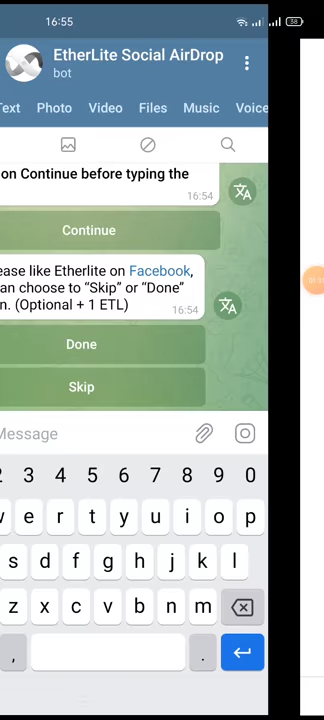 16:55
58
EtherLite Social AirDrop
bot
Text Photo Video Files Music Voice
on Continue before typing the
16:54
Continue
ease like Etherlite on Facebook,
an choose to “Skip” or “Done”
n. (Optional + 1 ETL)
16:54
Done
Skip
Message
2 3 4 5 6 7 8 9 0
w e r t y u i o p
s d f g h j k l
z x c v b n m
, .